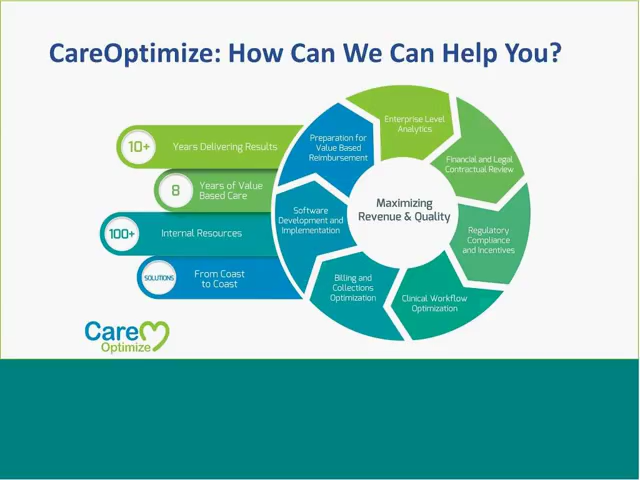 CareOptimize: How Can We Can Help You?
10+
Years Delivering Results
8
Years of Value
Based Care
100+
Internal Resources
SOLUTIONS
From Coast
to Coast
Enterprise Level
Analytics
Financial and Legal
Contractual Review
Regulatory
Compliance
and Incentives
Clinical Workflow
Optimization
Billing and
Collections
Optimization
Software
Development and
Implementation
Preparation for
Value Based
Reimbursement
Maximizing
Revenue & Quality
Care
Optimize